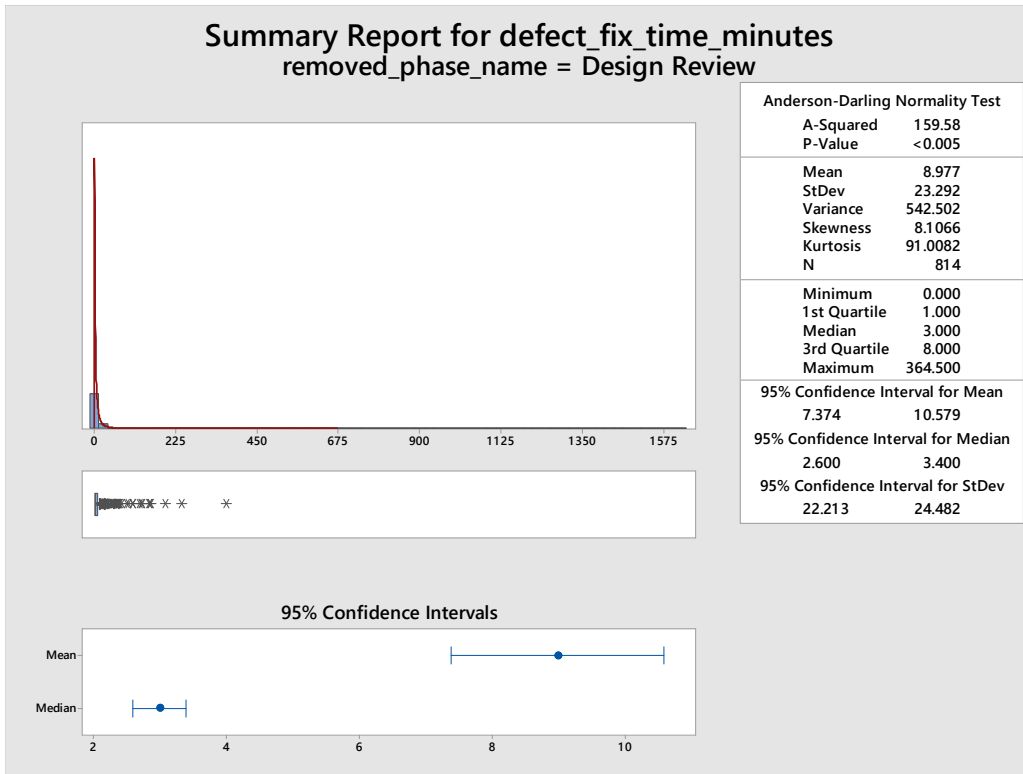 Summary Report for defect_fix_time_minutes
removed_phase_name = Design Review
0 225 450 675 900 1125 1350 1575
95% Confidence Intervals
Mean
Median
2 4 6 8 10
Anderson-Darling Normality Test
A-Squared 159.58
P-Value <0.005
Mean 8.977
StDev 23.292
Variance 542.502
Skewness 8.1066
Kurtosis 91.0082
N 814
Minimum 0.000
1st Quartile 1.000
Median 3.000
3rd Quartile 8.000
Maximum 364.500
95% Confidence Interval for Mean
7.374 10.579
95% Confidence Interval for Median
2.600 3.400
95% Confidence Interval for StDev
22.213 24.482